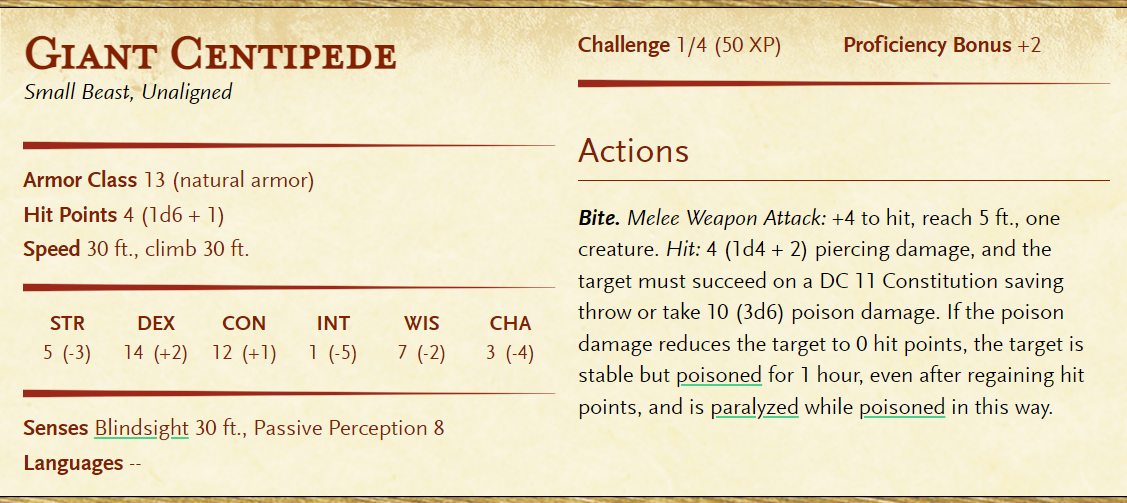 Giant Centipede
Small Beast, Unaligned
Armor Class 13 (natural armor)
Hit Points 4 (1d6 + 1)
Speed 30 ft., climb 30 ft.
STR DEX CON INT WIS CHA
5 (-3) 14 (+2) 12 (+1) 1 (-5) 7 (-2) 3 (-4)
Senses Blindsight 30 ft., Passive Perception 8
Languages --
Challenge 1/4 (50 XP) Proficiency Bonus +2
Actions
Bite. Melee Weapon Attack: +4 to hit, reach 5 ft., one
creature. Hit: 4 (1d4 + 2) piercing damage, and the
target must succeed on a DC 11 Constitution saving
throw or take 10 (3d6) poison damage. If the poison
damage reduces the target to 0 hit points, the target is
stable but poisoned for 1 hour, even after regaining hit
points, and is paralyzed while poisoned in this way.